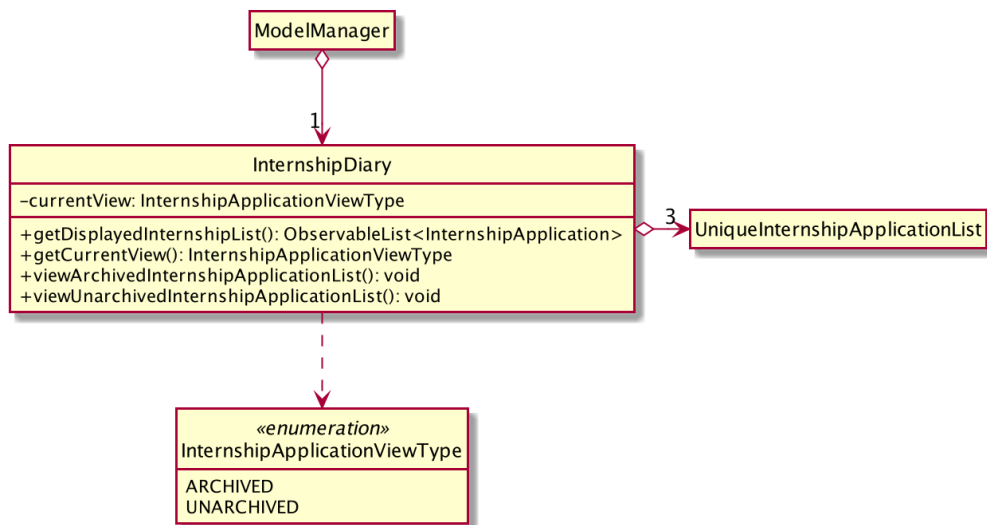 ModelManager
1
InternshipDiary
-currentView: InternshipApplicationViewType
+getDisplayedInternshipList(): ObservableList<InternshipApplication>
+getCurrentView(): InternshipApplicationViewType
+viewArchivedInternshipApplicationList(): void
+viewUnarchivedInternshipApplicationList(): void
3
UniqueInternshipApplicationList
«enumeration»
InternshipApplicationViewType
ARCHIVED
UNARCHIVED